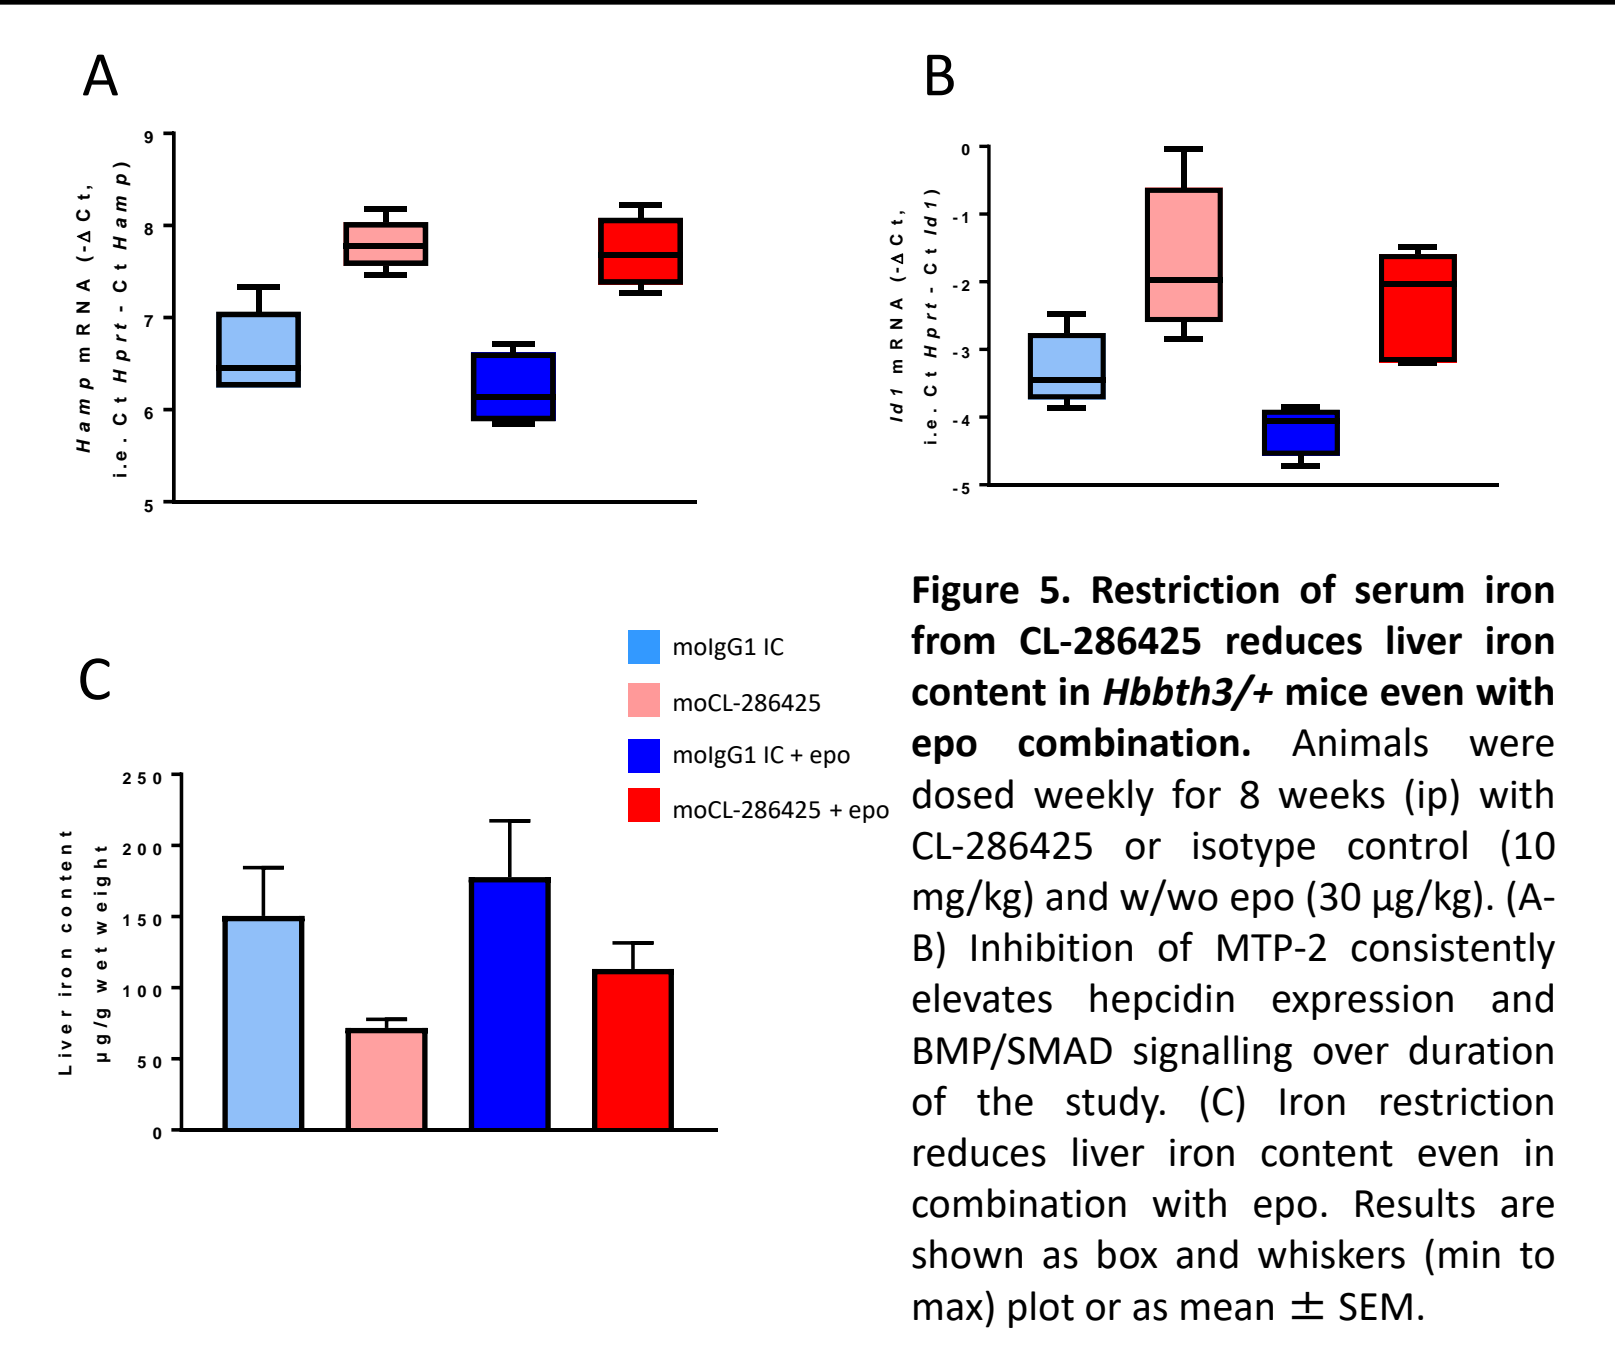 A
9
8
7
6
5
Hamp mRNA (-ΔCt,
i.e. Ct Hprt - Ct Hamp)
B
0
-1
-2
-3
-4
-5
Id1 mRNA (-ΔCt,
i.e. Ct Hprt - Ct Id1)
C
250
200
150
100
50
0
Liver iron content
µg/g wet weight
moIgG1 IC
moCL-286425
moIgG1 IC + epo
moCL-286425 + epo
Figure 5. Restriction of serum iron
from CL-286425 reduces liver iron
content in Hbbth3/+ mice even with
epo combination. Animals were
dosed weekly for 8 weeks (ip) with
CL-286425 or isotype control (10
mg/kg) and w/wo epo (30 µg/kg). (A-
B) Inhibition of MTP-2 consistently
elevates hepcidin expression and
BMP/SMAD signalling over duration
of the study. (C) Iron restriction
reduces liver iron content even in
combination with epo. Results are
shown as box and whiskers (min to
max) plot or as mean ± SEM.